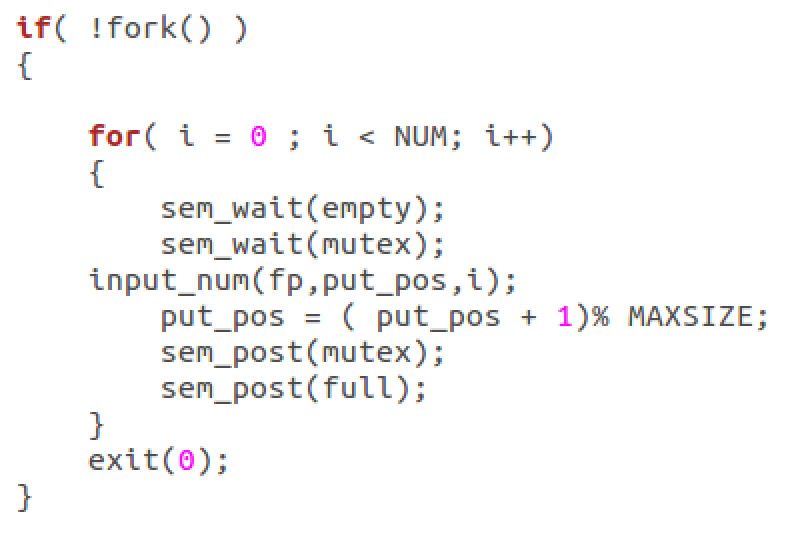 if( !fork() )
{
for( i = 0 ; i < NUM; i++)
{
sem_wait(empty);
sem_wait(mutex);
input_num(fp,put_pos,i);
put_pos = ( put_pos + 1)% MAXSIZE;
sem_post(mutex);
sem_post(full);
}
exit(0);
}